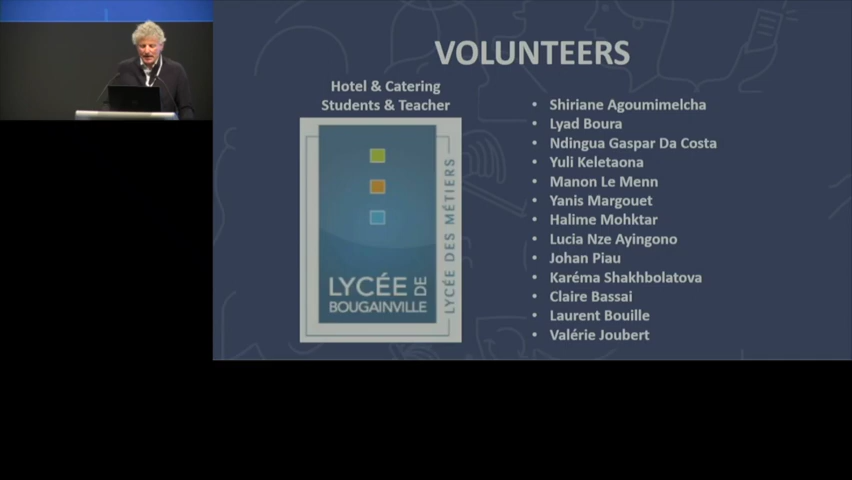 VOLUNTEERS
Hotel & Catering
Students & Teacher
LYCÉE DE
BOUGAINVILLE
LYCÉE DES MÉTIERS
• Shiriane Agoumimelcha
• Lyad Boura
• Ndingua Gaspar Da Costa
• Yuli Keletaona
• Manon Le Menn
• Yanis Margouet
• Halime Mohktar
• Lucia Nze Ayingono
• Johan Piau
• Karéma Shakhbolatova
• Claire Bassai
• Laurent Bouille
• Valérie Joubert